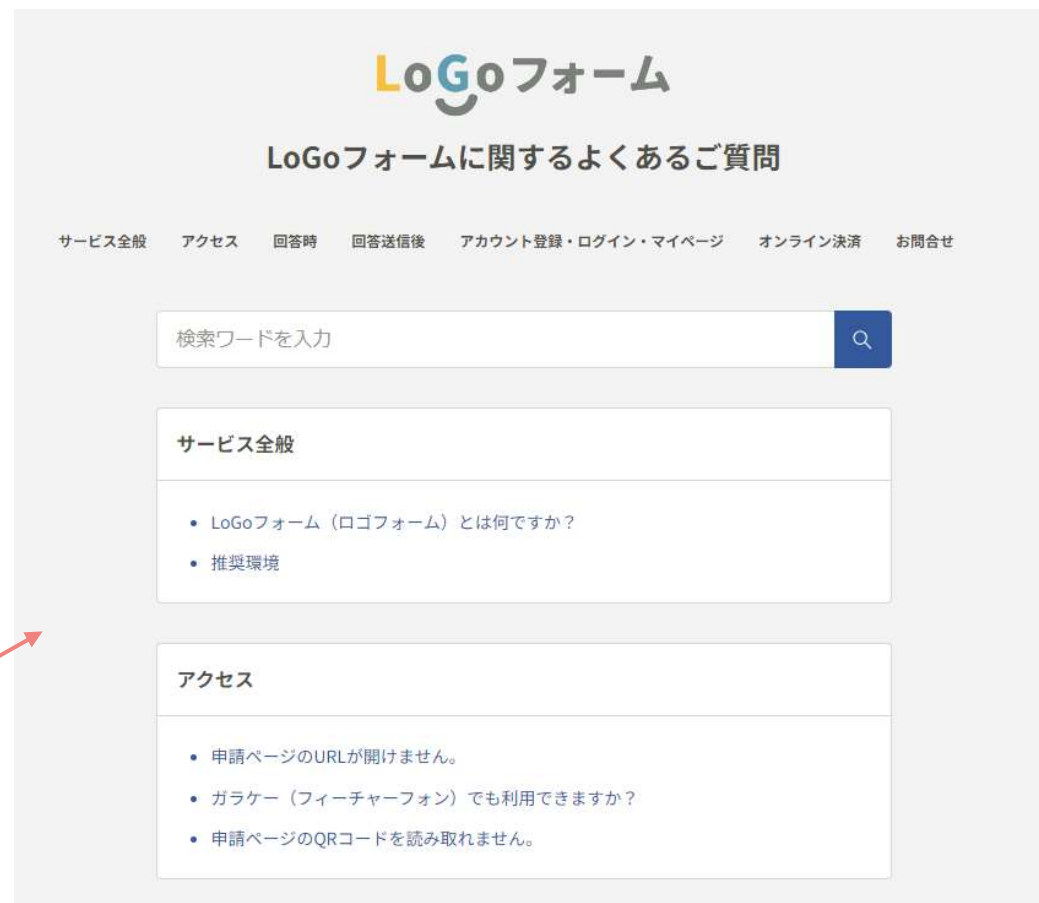 LoGoフォーム
LoGoフォームに関するよくあるご質問
サービス全般 アクセス 回答時 回答送信後 アカウント登録・ログイン・マイページ オンライン決済 お問合せ
検索ワードを入力
サービス全般
• LoGoフォーム（ロゴフォーム）とは何ですか？
• 推奨環境
アクセス
• 申請ページのURLが開けません。
• ガラケー（フィーチャーフォン）でも利用できますか？
• 申請ページのQRコードを読み取れません。